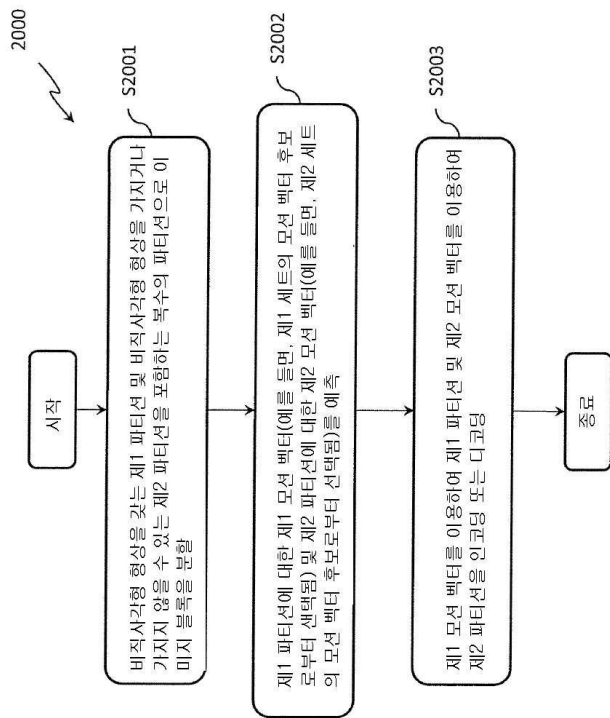 2000
시작
S2001
비직사각형 형상을 갖는 제1 파티션 및 비직사각형 형상을 가지거나
가지지 않을 수 있는 제2 파티션을 포함하는 복수의 파티션으로 이
미지 블록을 분할
S2002
제1 파티션에 대한 제1 모션 벡터(예를 들면, 제1 세트의 모션 벡터 후보
로부터 선택됨) 및 제2 파티션에 대한 제2 모션 벡터(예를 들면, 제2 세트
의 모션 벡터 후보로부터 선택됨)를 예측
S2003
제1 모션 벡터를 이용하여 제1 파티션 및 제2 모션 벡터를 이용하여
제2 파티션을 인코딩 또는 디코딩
종료